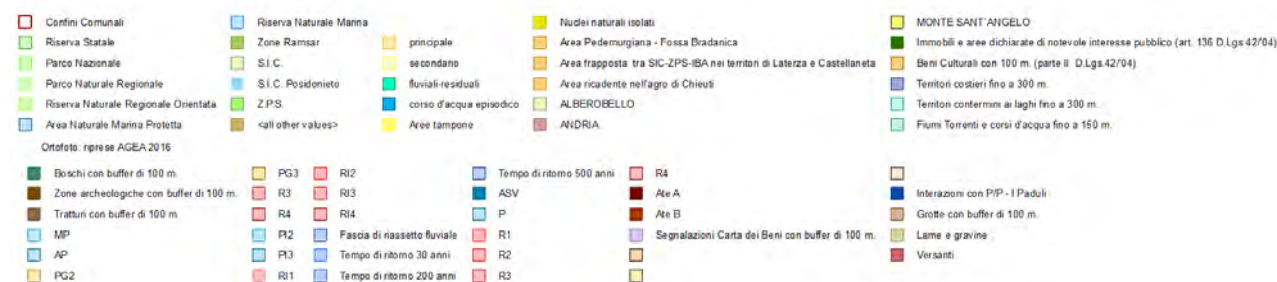 Confini Comunali
Riserva Statale
Parco Nazionale
Parco Naturale Regionale
Riserva Naturale Regionale Orientata
Area Naturale Marina Protetta
Riserva Naturale Marina
Zone Ramsar
S.I.C.
S.I.C. Posidonieto
Z.P.S.
<all other values>
principale
secondario
fluviali-residuali
corso d'acqua episodico
Aree tampone
Nuclei naturali isolati
Area Pedemurgiana - Fossa Bradanica
Area frapposta tra SIC-ZPS-IBA nei territori di Laterza e Castellaneta
Area ricadente nell'agro di Chieuti
ALBEROBELLO
ANDRIA
MONTE SANT'ANGELO
Immobili e aree dichiarate di notevole interesse pubblico (art. 136 D.Lgs 42/04)
Beni Culturali con 100 m. (parte II D.Lgs.42/04)
Territori costieri fino a 300 m.
Territori contermini ai laghi fino a 300 m.
Fiumi Torrenti e corsi d'acqua fino a 150 m.
Ortofoto: riprese AGEA 2016
Boschi con buffer di 100 m.
Zone archeologiche con buffer di 100 m.
Tratturi con buffer di 100 m.
MP
AP
PG2
PG3
R3
R4
PI2
PI3
RI1
RI2
RI3
RI4
Fascia di riassetto fluviale
Tempo di ritorno 30 anni
Tempo di ritorno 200 anni
Tempo di ritorno 500 anni
ASV
P
R1
R2
R3
R4
Ate A
Ate B
Segnalazioni Carta dei Beni con buffer di 100 m.
Interazioni con P/P - I Paduli
Grotte con buffer di 100 m.
Lame e gravine
Versanti